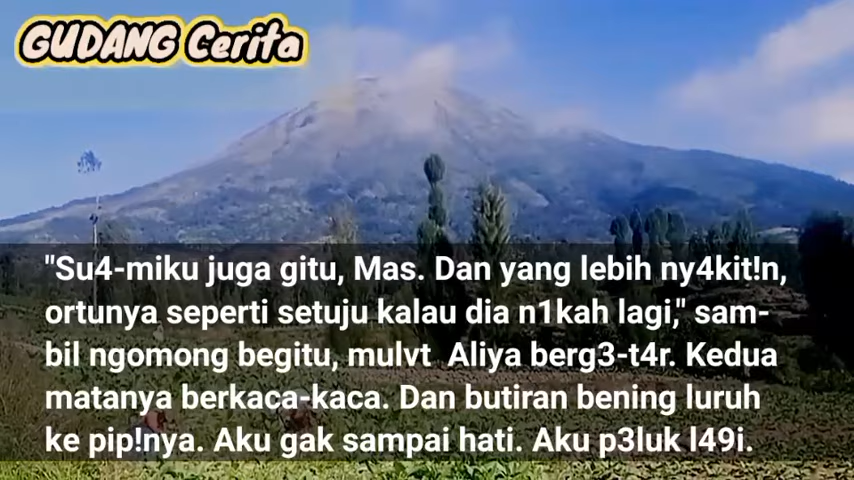 GUDANG Cerita
"Su4-miku juga gitu, Mas. Dan yang lebih ny4kit!n,
ortunya seperti setuju kalau dia n1kah lagi," sam-
bil ngomong begitu, mulvt Aliya berg3-t4r. Kedua
matanya berkaca-kaca. Dan butiran bening luruh
ke pip!nya. Aku gak sampai hati. Aku p3luk l49i.